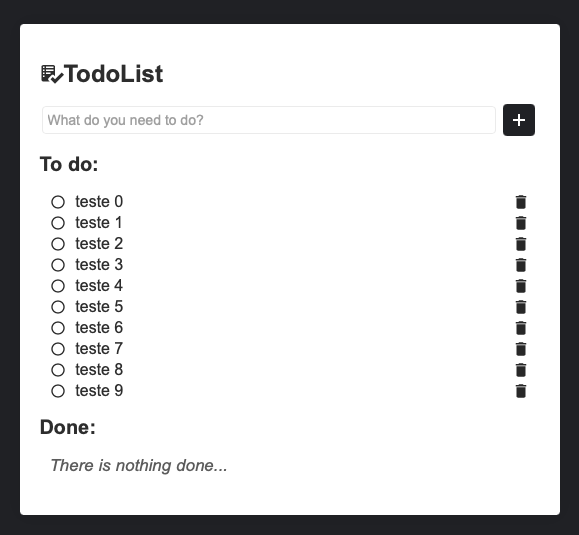 TodoList
What do you need to do?
To do:
teste 0
teste 1
teste 2
teste 3
teste 4
teste 5
teste 6
teste 7
teste 8
teste 9
Done:
There is nothing done...